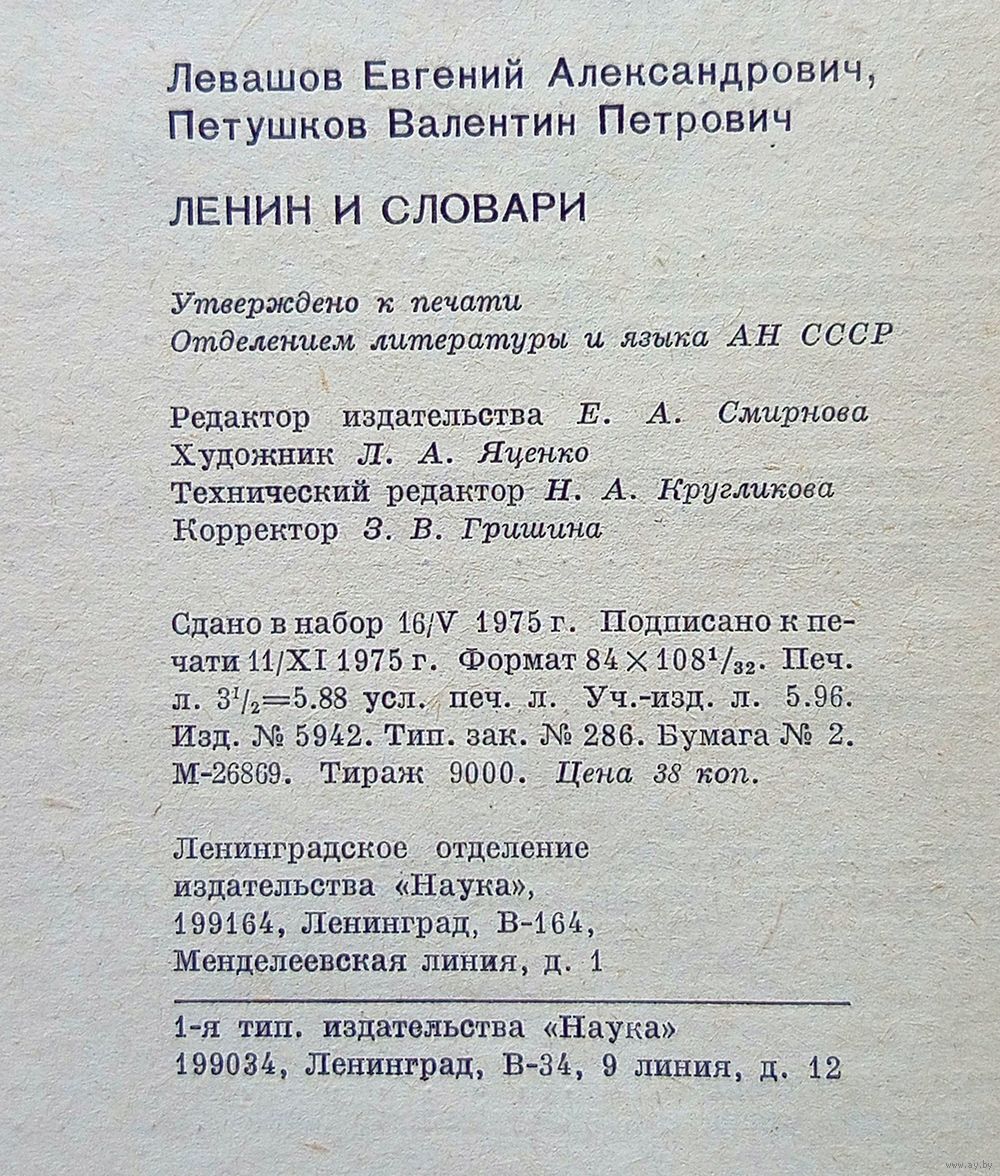 Левашов Евгений Александрович,
Петушков Валентин Петрович
ЛЕНИН И СЛОВАРИ
Утверждено к печати
Отделением литературы и языка АН СССР
Редактор издательства Е. А. Смирнова
Художник Л. А. Яценко
Технический редактор Н. А. Кругликова
Корректор З. В. Гришина
Сдано в набор 16/V 1975 г. Подписано к пе-
чати 11/XI 1975 г. Формат 84×108¹/₃₂. Печ.
л. 3¹/₂=5.88 усл. печ. л. Уч.-изд. л. 5.96.
Изд. № 5942. Тип. зак. № 286. Бумага № 2.
М-26869. Тираж 9000. Цена 38 коп.
Ленинградское отделение
издательства «Наука»,
199164, Ленинград, В-164,
Менделеевская линия, д. 1
1-я тип. издательства «Наука»
199034, Ленинград, В-34, 9 линия, д. 12
www.ay.by